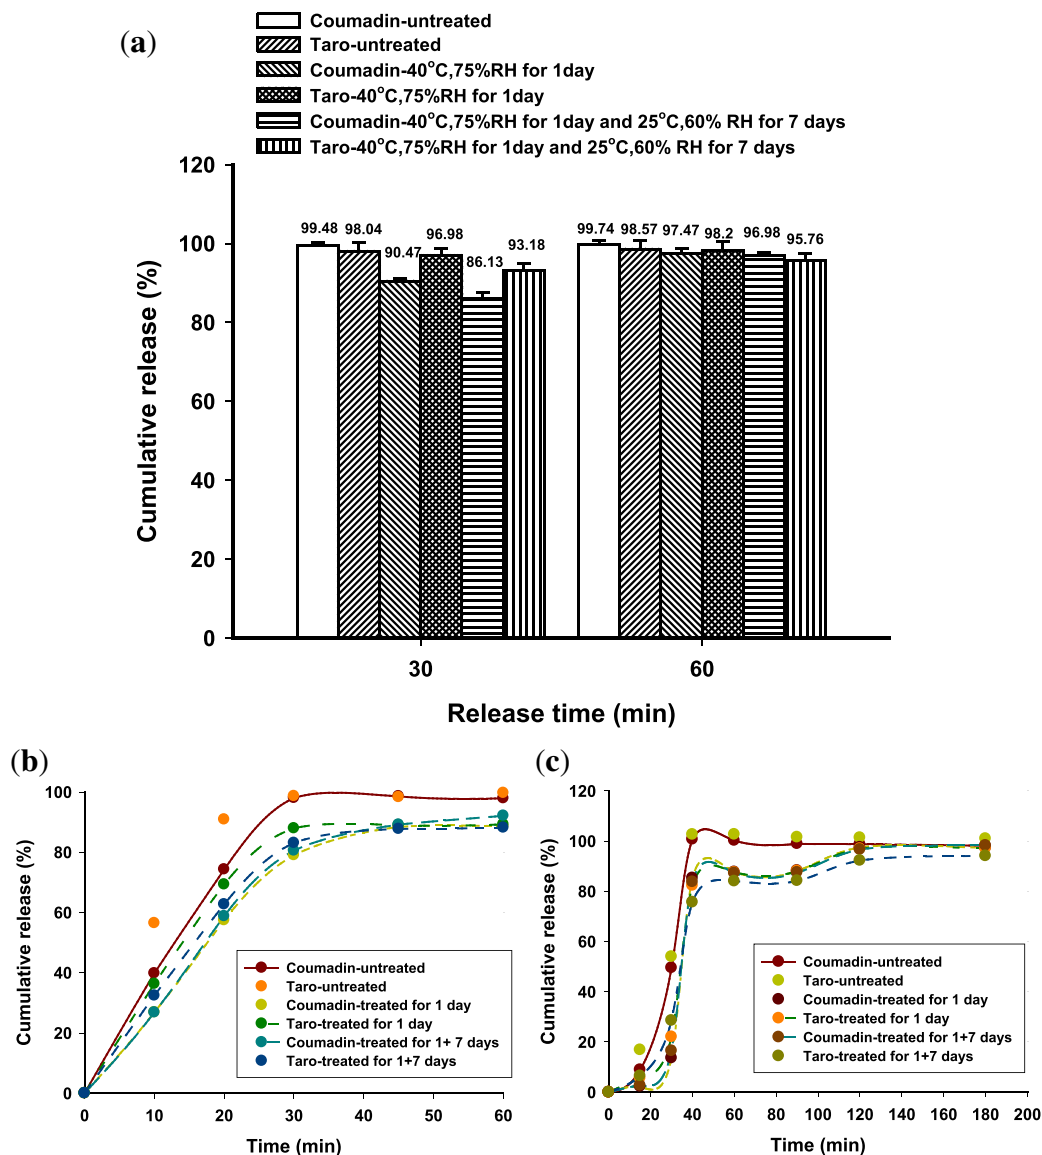 (a)
Coumadin-untreated
Taro-untreated
Coumadin-40°C,75%RH for 1day
Taro-40°C,75%RH for 1day
Coumadin-40°C,75%RH for 1day and 25°C,60% RH for 7 days
Taro-40°C,75%RH for 1day and 25°C,60% RH for 7 days
Cumulative release (%)
120
100
80
60
40
20
0
99.48 98.04 90.47 96.98 86.13 93.18
99.74 98.57 97.47 98.2 96.98 95.76
30 60
Release time (min)
(b)
Cumulative release (%)
100
80
60
40
20
0
Coumadin-untreated
Taro-untreated
Coumadin-treated for 1 day
Taro-treated for 1 day
Coumadin-treated for 1+ 7 days
Taro-treated for 1+7 days
0 10 20 30 40 50 60
Time (min)
(c)
Cumulative release (%)
120
100
80
60
40
20
0
Coumadin-untreated
Taro-untreated
Coumadin-treated for 1 day
Taro-treated for 1 day
Coumadin-treated for 1+7 days
Taro-treated for 1+7 days
0 20 40 60 80 100 120 140 160 180 200
Time (min)